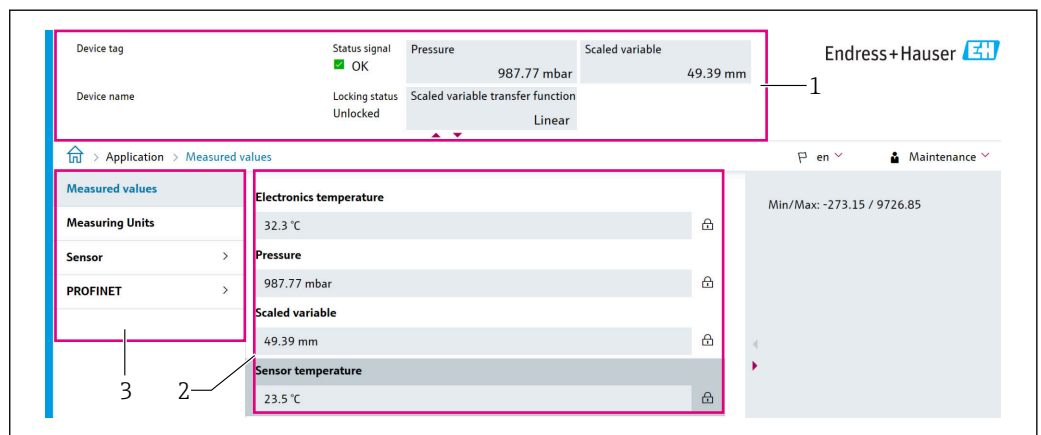 Device tag
Status signal
OK
Pressure
987.77 mbar
Scaled variable
49.39 mm
Endress+Hauser EH
1
Device name
Locking status
Unlocked
Scaled variable transfer function
Linear
> Application > Measured values
en
Maintenance
Measured values
Measuring Units
Sensor >
PROFINET >
3
2
Electronics temperature
32.3 °C
Pressure
987.77 mbar
Scaled variable
49.39 mm
Sensor temperature
23.5 °C
Min/Max: -273.15 / 9726.85